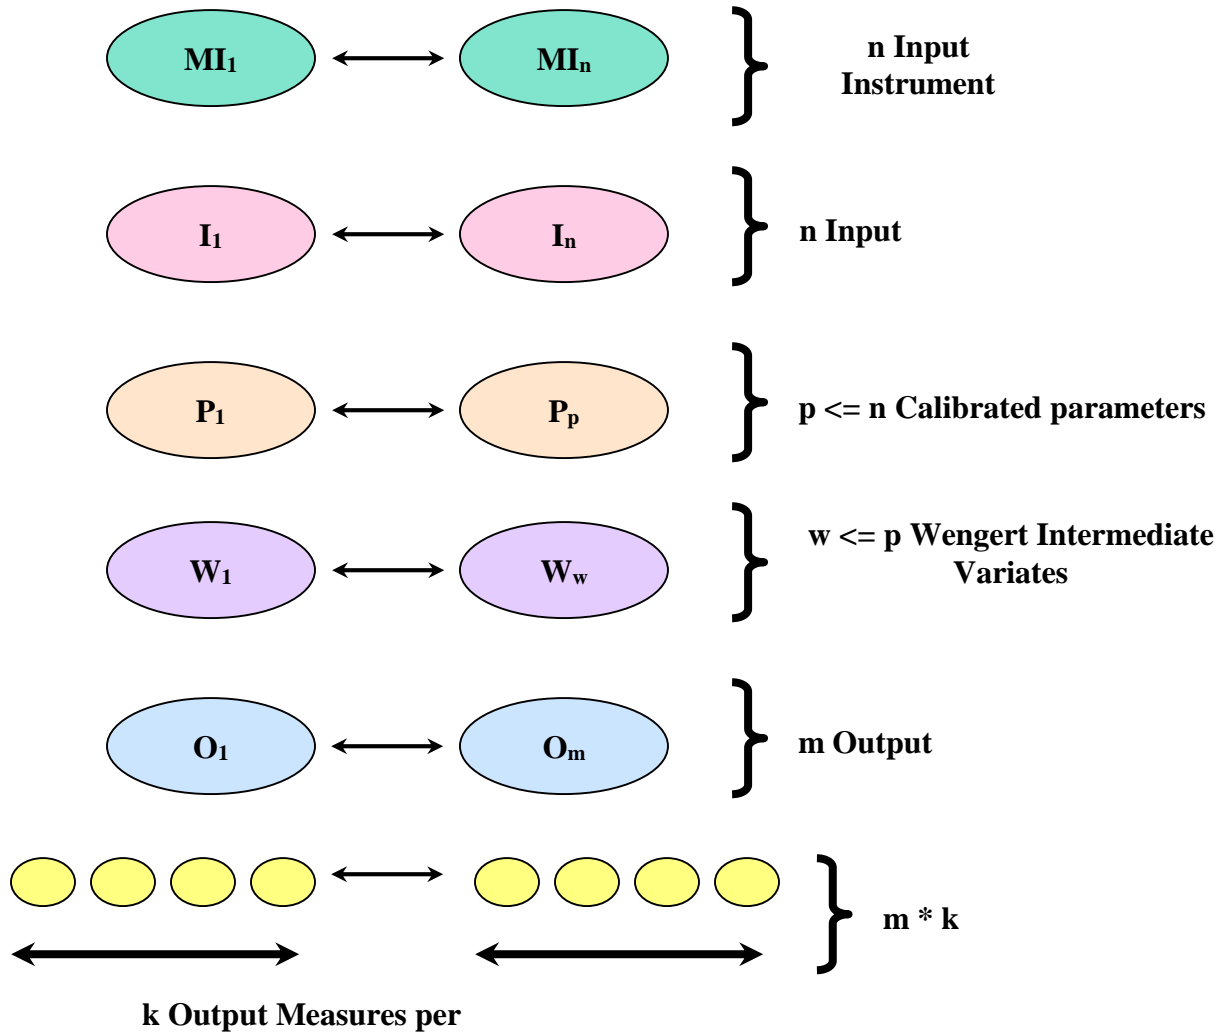 MI₁ MIₙ n Input
Instrument
I₁ Iₙ n Input
P₁ Pₚ p <= n Calibrated parameters
W₁ W_w w <= p Wengert Intermediate
Variates
O₁ Oₘ m Output
m * k
k Output Measures per